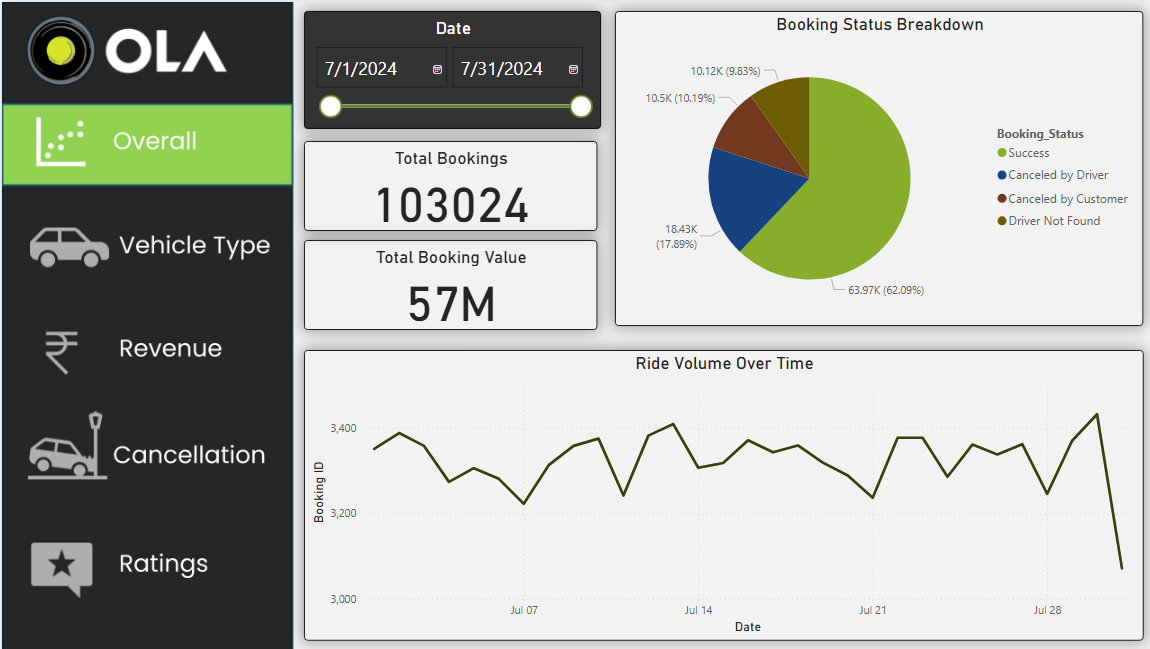 OLA
Overall
Vehicle Type
Revenue
Cancellation
Ratings
Date
7/1/2024
7/31/2024
Total Bookings
103024
Total Booking Value
57M
Booking Status Breakdown
10.12K (9.83%)
10.5K (10.19%)
18.43K
(17.89%)
63.97K (62.09%)
Booking_Status
Success
Canceled by Driver
Canceled by Customer
Driver Not Found
Ride Volume Over Time
Booking ID
3,400
3,200
3,000
Jul 07
Jul 14
Jul 21
Jul 28
Date